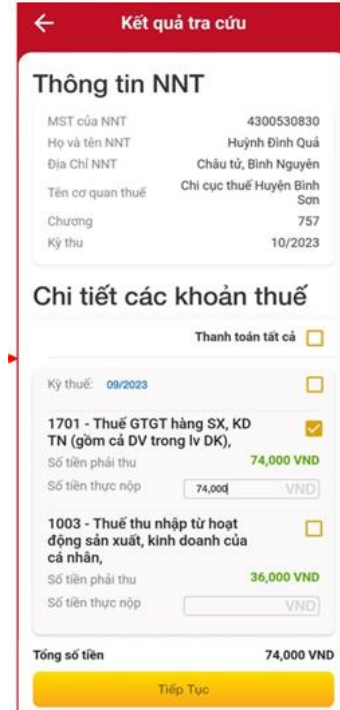 Kết quả tra cứu
Thông tin NNT
MST của NNT 4300530830
Họ và tên NNT Huỳnh Đình Quá
Địa Chỉ NNT Châu tử, Bình Nguyên
Tên cơ quan thuế Chi cục thuế Huyện Bình Sơn
Chương 757
Kỳ thu 10/2023
Chi tiết các khoản thuế
Thanh toán tất cả
Kỳ thuế: 09/2023
1701 - Thuế GTGT hàng SX, KD
TN (gồm cả DV trong lv DK),
Số tiền phải thu 74,000 VND
Số tiền thực nộp 74,000 VND
1003 - Thuế thu nhập từ hoạt
động sản xuất, kinh doanh của
cá nhân,
Số tiền phải thu 36,000 VND
Số tiền thực nộp VND
Tổng số tiền 74,000 VND
Tiếp Tục